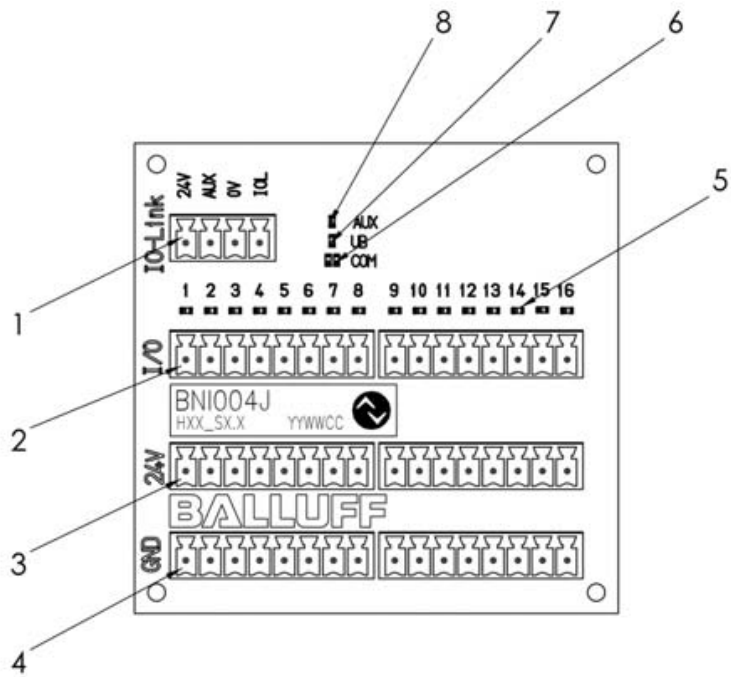 8 7 6
24V AUX 0V IOL
IO-Link
AUX
UB
COM
5
1
1 2 3 4 5 6 7 8 9 10 11 12 13 14 15 16
I/O
2
BNI004J
HXX_SX.X YYWWCC
24V
BALLUFF
3
GND
4